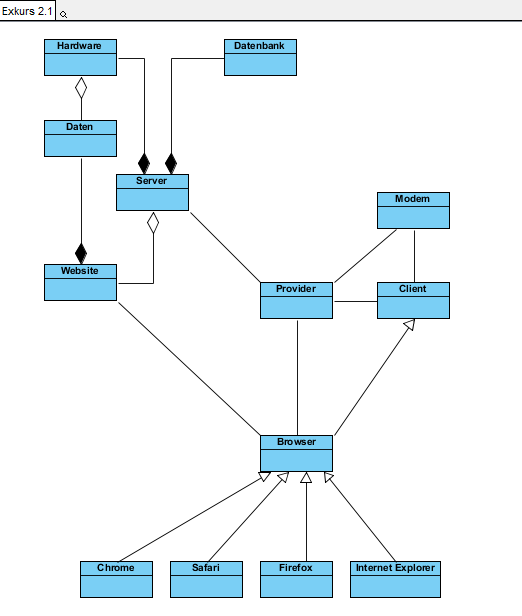 Exkurs 2.1
Hardware
Datenbank
Daten
Server
Modem
Website
Provider
Client
Browser
Chrome
Safari
Firefox
Internet Explorer